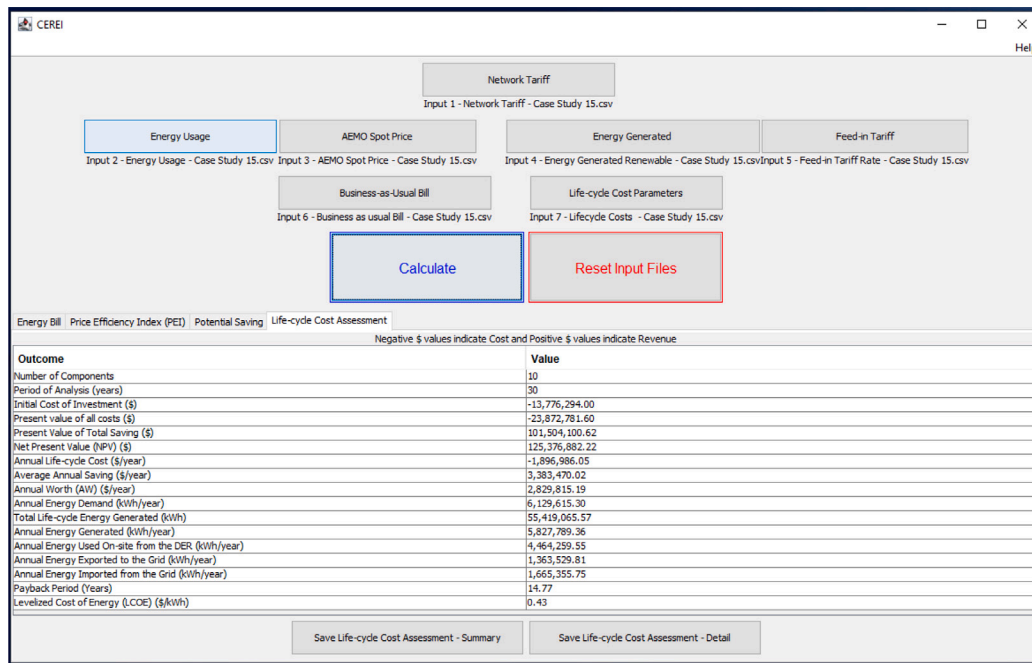 CEREI
Hel
Network Tariff
Input 1 - Network Tariff - Case Study 15.csv
Energy Usage AEMO Spot Price Energy Generated Feed-in Tariff
Input 2 - Energy Usage - Case Study 15.csv Input 3 - AEMO Spot Price - Case Study 15.csv Input 4 - Energy Generated Renewable - Case Study 15.csv Input 5 - Feed-in Tariff Rate - Case Study 15.csv
Business-as-Usual Bill Life-cycle Cost Parameters
Input 6 - Business as usual Bill - Case Study 15.csv Input 7 - Lifecycle Costs - Case Study 15.csv
Calculate Reset Input Files
Energy Bill Price Efficiency Index (PEI) Potential Saving Life-cycle Cost Assessment
Negative $ values indicate Cost and Positive $ values indicate Revenue
Outcome Value
Number of Components 10
Period of Analysis (years) 30
Initial Cost of Investment ($) -13,776,294.00
Present value of all costs ($) -23,872,781.60
Present Value of Total Saving ($) 101,504,100.62
Net Present Value (NPV) ($) 125,376,882.22
Annual Life-cycle Cost ($/year) -1,896,986.05
Average Annual Saving ($/year) 3,383,470.02
Annual Worth (AW) ($/year) 2,829,815.19
Annual Energy Demand (kWh/year) 6,129,615.30
Total Life-cycle Energy Generated (kWh) 55,419,065.57
Annual Energy Generated (kWh/year) 5,827,789.36
Annual Energy Used On-site from the DER (kWh/year) 4,464,259.55
Annual Energy Exported to the Grid (kWh/year) 1,363,529.81
Annual Energy Imported from the Grid (kWh/year) 1,665,355.75
Payback Period (Years) 14.77
Levelized Cost of Energy (LCOE) ($/kWh) 0.43
Save Life-cycle Cost Assessment - Summary Save Life-cycle Cost Assessment - Detail